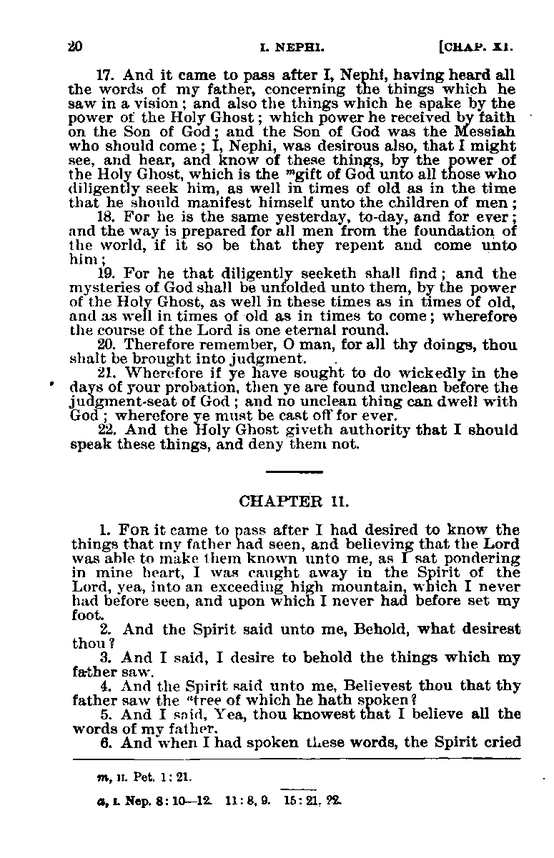 20 I. NEPHI. [CHAP. XI.
17. And it came to pass after I, Nephi, having heard all
the words of my father, concerning the things which he
saw in a vision; and also the things which he spake by the
power of the Holy Ghost; which power he received by faith
on the Son of God; and the Son of God was the Messiah
who should come; I, Nephi, was desirous also, that I might
see, and hear, and know of these things, by the power of
the Holy Ghost, which is the ᵐgift of God unto all those who
diligently seek him, as well in times of old as in the time
that he should manifest himself unto the children of men;
18. For he is the same yesterday, to-day, and for ever;
and the way is prepared for all men from the foundation of
the world, if it so be that they repent and come unto
him;
19. For he that diligently seeketh shall find; and the
mysteries of God shall be unfolded unto them, by the power
of the Holy Ghost, as well in these times as in times of old,
and as well in times of old as in times to come; wherefore
the course of the Lord is one eternal round.
20. Therefore remember, O man, for all thy doings, thou
shalt be brought into judgment.
21. Wherefore if ye have sought to do wickedly in the
days of your probation, then ye are found unclean before the
judgment-seat of God; and no unclean thing can dwell with
God; wherefore ye must be cast off for ever.
22. And the Holy Ghost giveth authority that I should
speak these things, and deny them not.
CHAPTER 11.
1. FOR it came to pass after I had desired to know the
things that my father had seen, and believing that the Lord
was able to make them known unto me, as I sat pondering
in mine heart, I was caught away in the Spirit of the
Lord, yea, into an exceeding high mountain, which I never
had before seen, and upon which I never had before set my
foot.
2. And the Spirit said unto me, Behold, what desirest
thou?
3. And I said, I desire to behold the things which my
father saw.
4. And the Spirit said unto me, Believest thou that thy
father saw the ᵃtree of which he hath spoken?
5. And I said, Yea, thou knowest that I believe all the
words of my father.
6. And when I had spoken these words, the Spirit cried
m, II. Pet. 1:21.
a, I. Nep. 8:10—12. 11:8, 9. 15:21, 22.